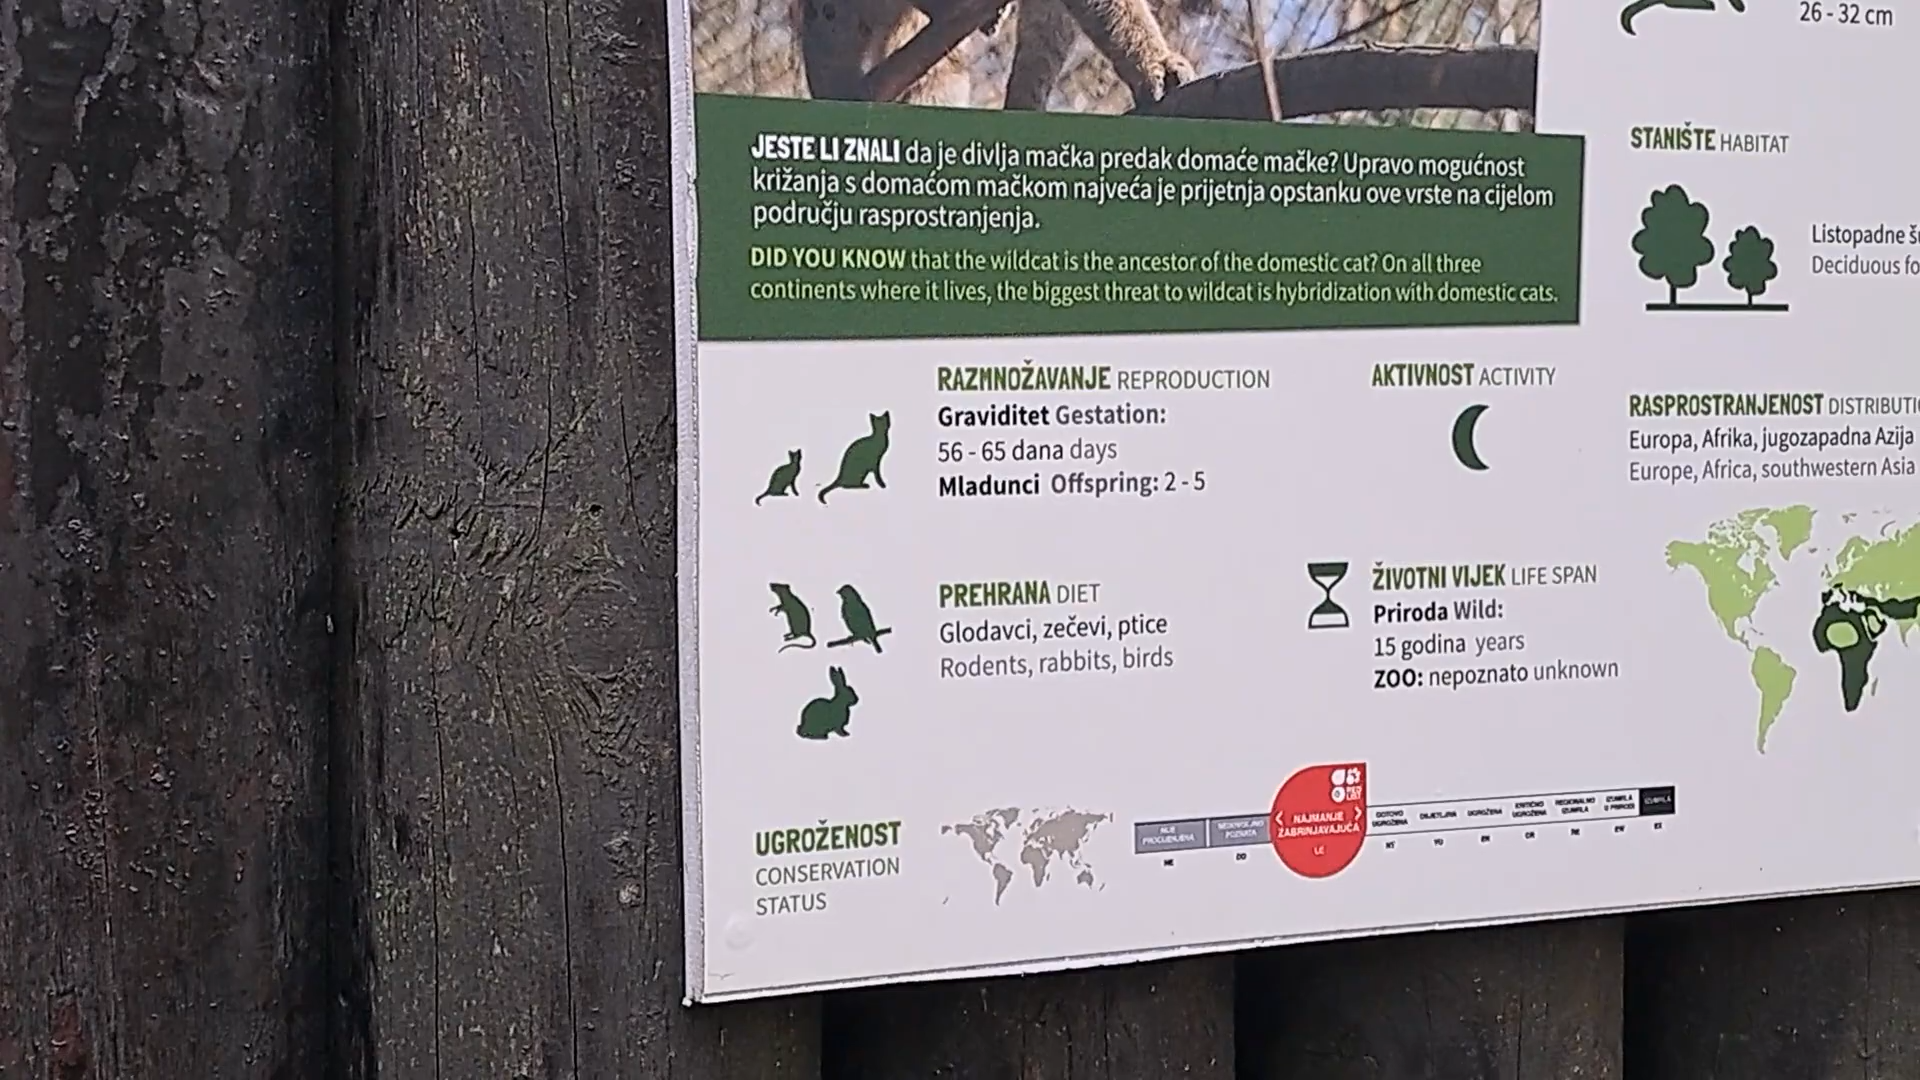 26 - 32 cm
JESTE LI ZNALI da je divlja mačka predak domaće mačke? Upravo mogućnost
križanja s domaćom mačkom najveća je prijetnja opstanku ove vrste na cijelom
području rasprostranjenja.
DID YOU KNOW that the wildcat is the ancestor of the domestic cat? On all three
continents where it lives, the biggest threat to wildcat is hybridization with domestic cats.
STANIŠTE HABITAT
Listopadne
Deciduous
RAZMNOŽAVANJE REPRODUCTION
Graviditet Gestation:
56 - 65 dana days
Mladunci Offspring: 2 - 5
AKTIVNOST ACTIVITY
RASPROSTRANJENOST DISTRIBUTI
Europa, Afrika, jugozapadna Azija
Europe, Africa, southwestern Asia
PREHRANA DIET
Glodavci, zečevi, ptice
Rodents, rabbits, birds
ŽIVOTNI VIJEK LIFE SPAN
Priroda Wild:
15 godina years
ZOO: nepoznato unknown
UGROŽENOST
CONSERVATION
STATUS
NAJMANJE
ZABRINJAVAJUĆA